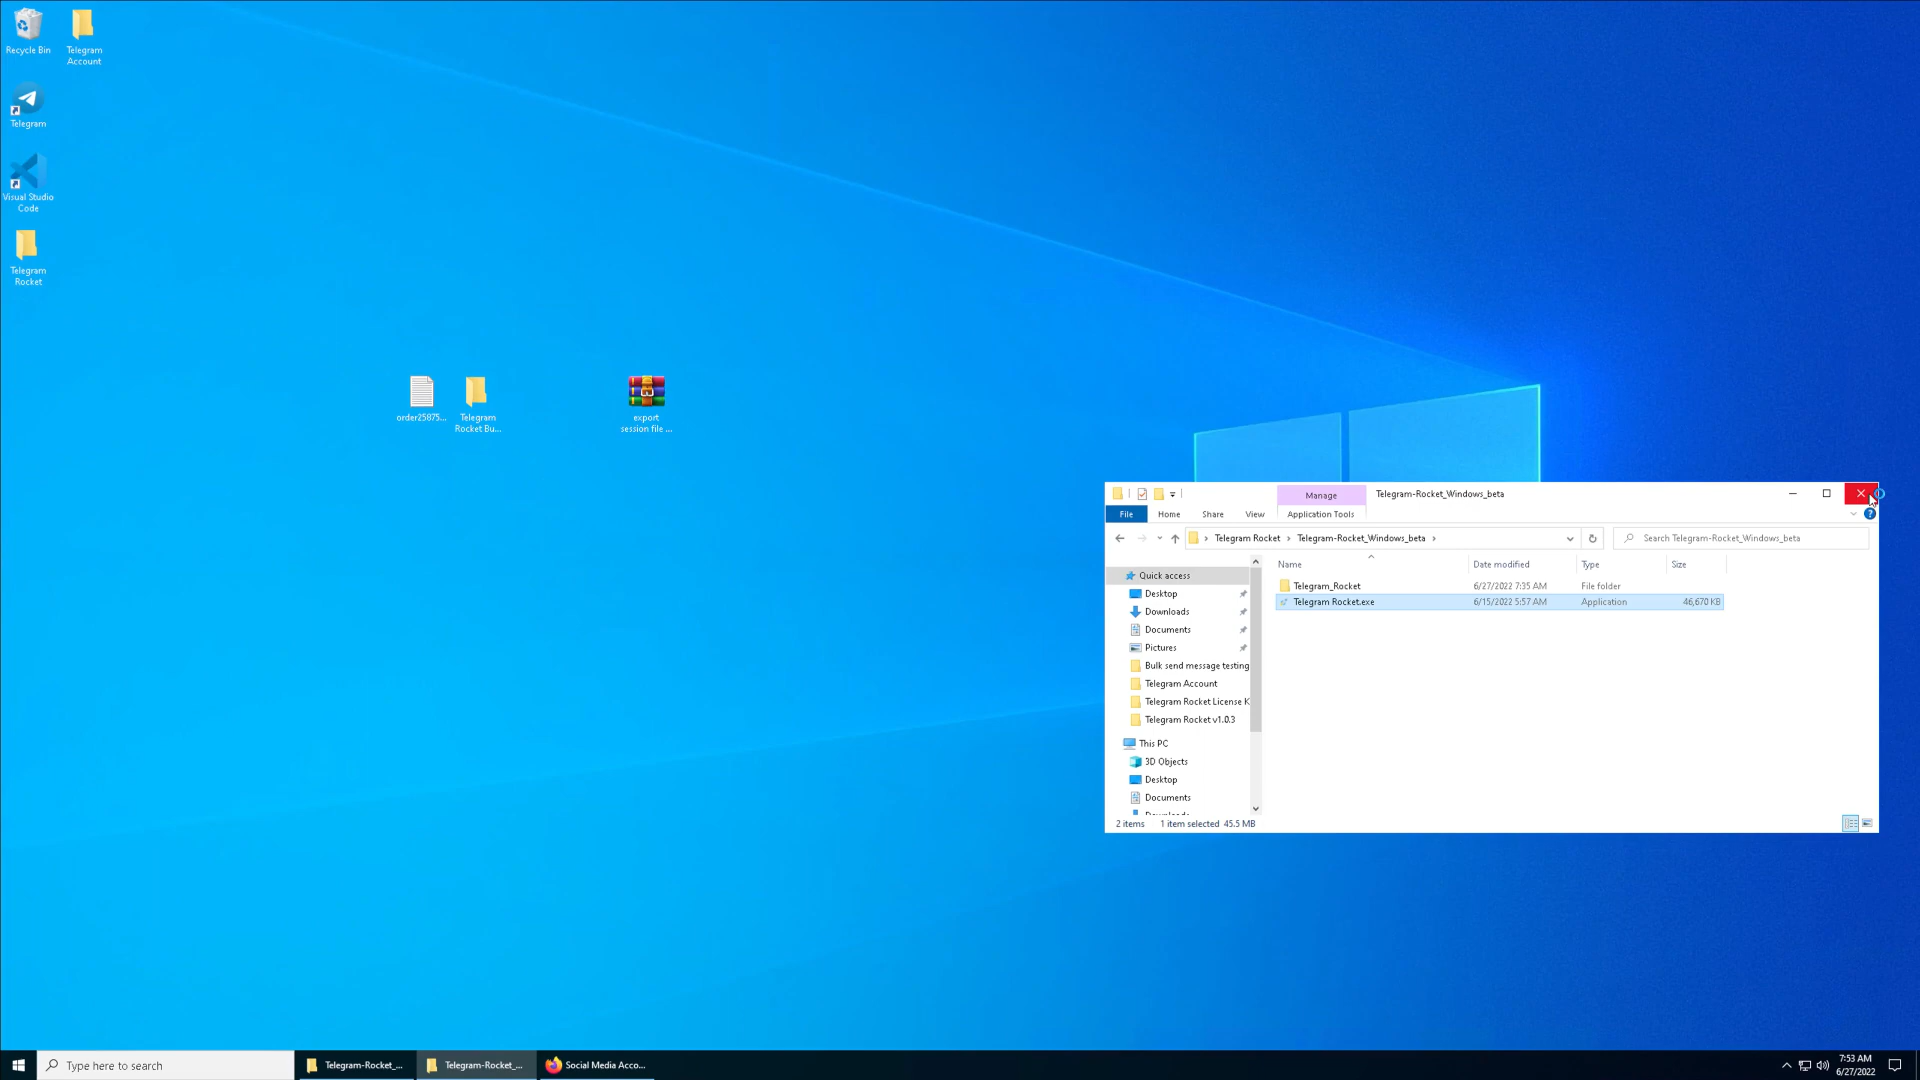 Recycle Bin
Telegram
Account
Telegram
Visual Studio
Code
Telegram
Rocket
order25875...
Telegram
Rocket Bu...
export
session file ...
Manage
Telegram-Rocket_Windows_beta
File
Home
Share
View
Application Tools
Telegram Rocket
Telegram-Rocket_Windows_beta
Search Telegram-Rocket_Windows_beta
Name
Date modified
Type
Size
Quick access
Desktop
Downloads
Documents
Pictures
Bulk send message testing
Telegram Account
Telegram Rocket License K
Telegram Rocket v1.0.3
This PC
3D Objects
Desktop
Documents
Telegram_Rocket 6/27/2022 7:35 AM File folder
Telegram Rocket.exe 6/15/2022 5:57 AM Application 46,670 KB
2 items 1 item selected 45.5 MB
Type here to search
Telegram-Rocket_...
Telegram-Rocket_...
Social Media Acco...
7:53 AM
6/27/2022